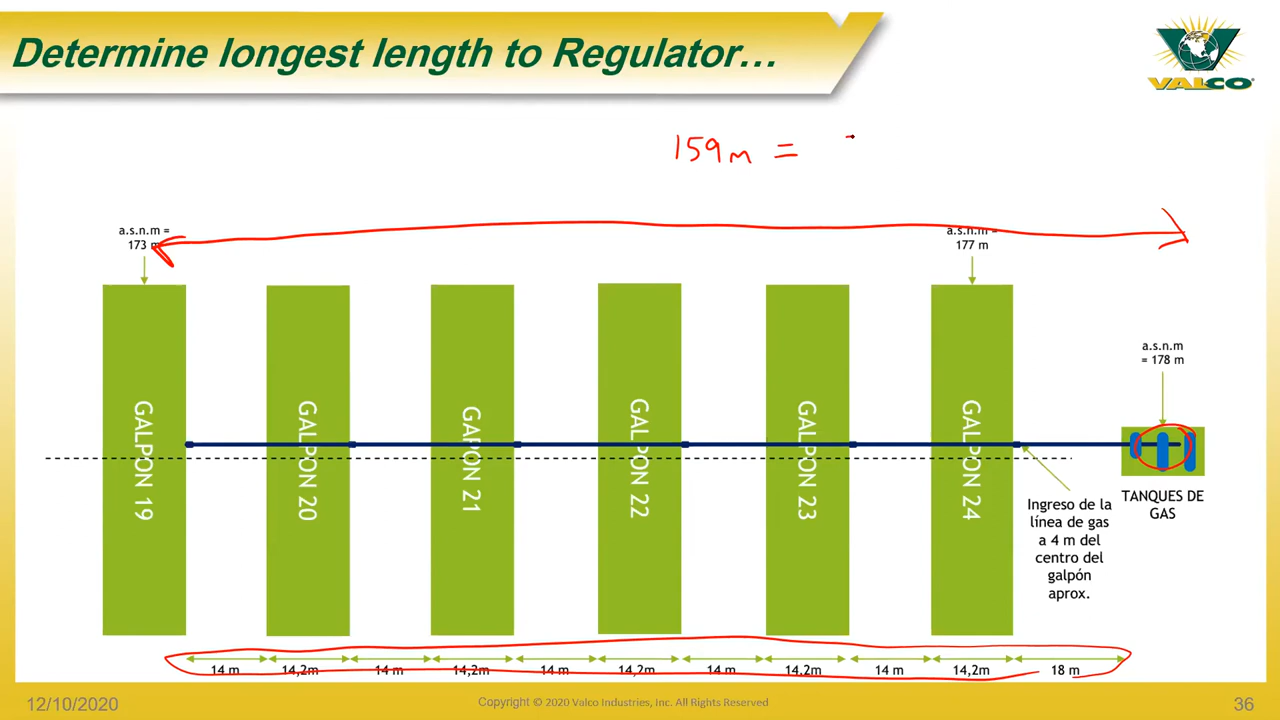 Determine longest length to Regulator...
VALCO
159m =
a.s.n.m =
173 m
a.s.n.m =
177 m
a.s.n.m
= 178 m
GALPON 19
GALPON 20
GALPON 21
GALPON 22
GALPON 23
GALPON 24
TANQUES DE
GAS
Ingreso de la
línea de gas
a 4 m del
centro del
galpón
aprox.
14 m
14,2m
14 m
14,2m
14 m
14,2m
14 m
14,2m
14 m
14,2m
18 m
12/10/2020
Copyright © 2020 Valco Industries, Inc. All Rights Reserved
36